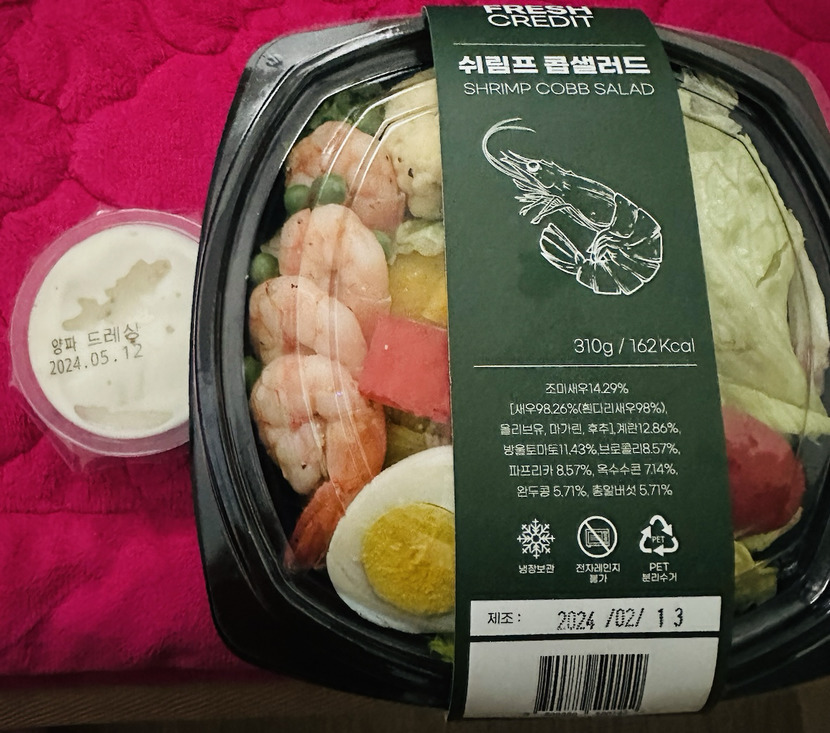 FRESH
CREDIT
쉬림프 콥샐러드
SHRIMP COBB SALAD
310g / 162Kcal
조미새우14.29%
[새우98.26%(흰다리새우98%),
올리브유, 마가린, 후추],계란12.86%,
방울토마토11.43%,브로콜리8.57%,
파프리카 8.57%, 옥수수콘 7.14%,
완두콩 5.71%, 총알버섯 5.71%
냉장보관
전자레인지
불가
PET
PET
분리수거
제조 : 2024 /02/ 13
양파 드레싱
2024.05.12